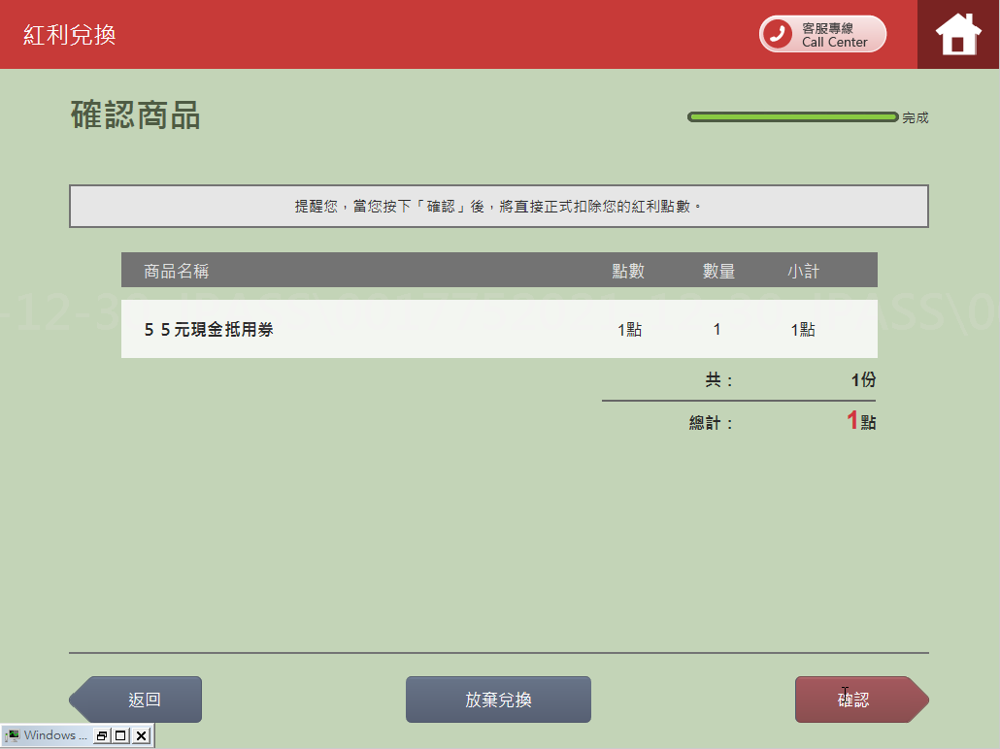 紅利兌換
客服專線
Call Center
確認商品
完成
提醒您，當您按下「確認」後，將直接正式扣除您的紅利點數。
商品名稱 點數 數量 小計
５５元現金抵用券 1點 1 1點
共： 1份
總計： 1點
返回 放棄兌換 確認
Windows ...